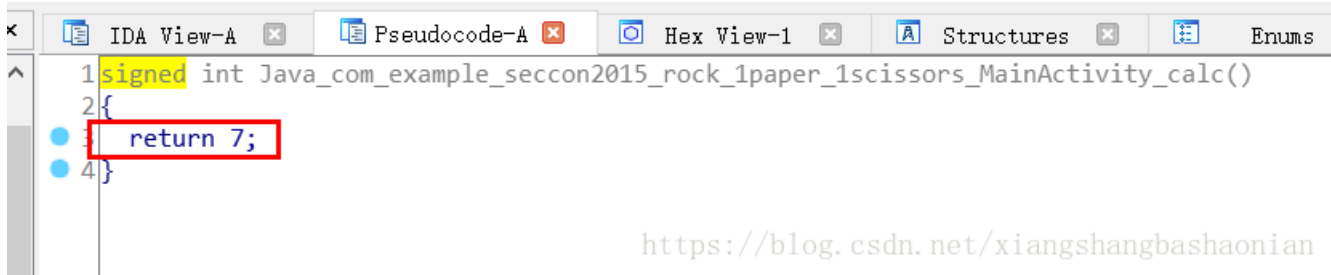 IDA View-A Pseudocode-A Hex View-1 Structures Enums
1 signed int Java_com_example_seccon2015_rock_1paper_1scissors_MainActivity_calc()
2 {
3 return 7;
4 }
https://blog.csdn.net/xiangshangbashaonian